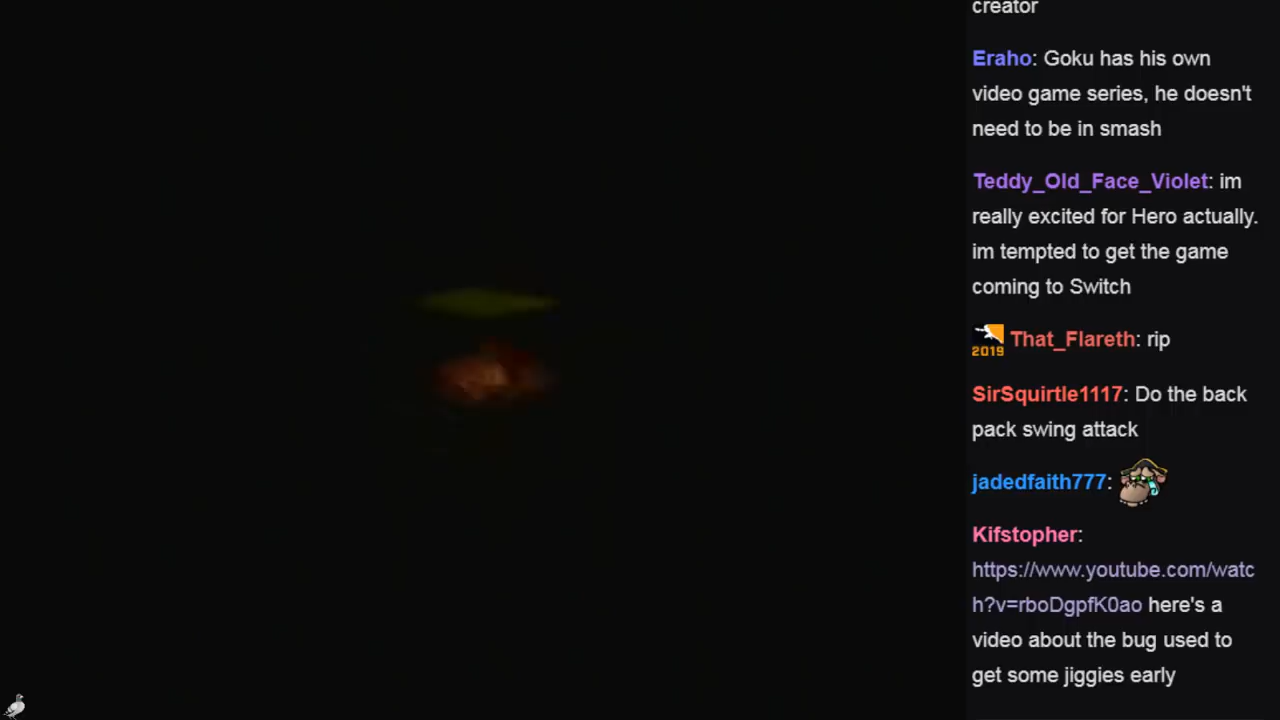 creator
Eraho: Goku has his own
video game series, he doesn't
need to be in smash
Teddy_Old_Face_Violet: im
really excited for Hero actually.
im tempted to get the game
coming to Switch
2019 That_Flareth: rip
SirSquirtle1117: Do the back
pack swing attack
jadedfaith777:
Kifstopher:
https://www.youtube.com/watc
h?v=rboDgpfK0ao here's a
video about the bug used to
get some jiggies early